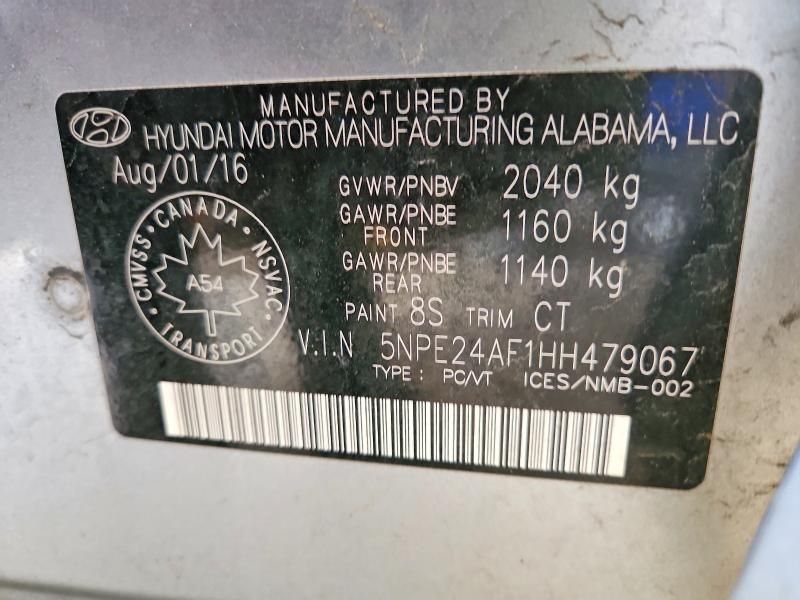 MANUFACTURED BY
HYUNDAI MOTOR MANUFACTURING ALABAMA, LLC
Aug/01/16
GVWR/PNBV 2040 kg
GAWR/PNBE FRONT 1160 kg
GAWR/PNBE REAR 1140 kg
CANADA
CMVSS NSVAC
A54
TRANSPORT
PAINT 8S TRIM CT
V.I.N 5NPE24AF1HH479067
TYPE : PC/VT ICES/NMB-002